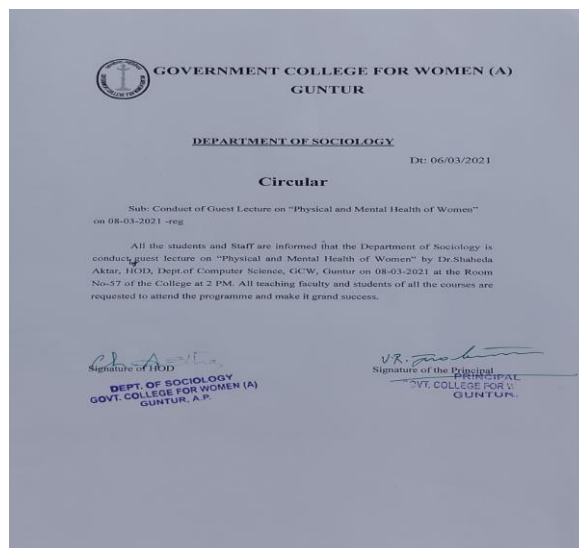 GOVERNMENT COLLEGE FOR WOMEN (A)
GUNTUR
DEPARTMENT OF SOCIOLOGY
Dt: 06/03/2021
Circular
Sub: Conduct of Guest Lecture on “Physical and Mental Health of Women”
on 08-03-2021 -reg
All the students and Staff are informed that the Department of Sociology is
conduct guest lecture on “Physical and Mental Health of Women” by Dr.Shaheda
Aktar, HOD, Dept.of Computer Science, GCW, Guntur on 08-03-2021 at the Room
No-57 of the College at 2 PM. All teaching faculty and students of all the courses are
requested to attend the programme and make it grand success.
Signature of HOD
DEPT. OF SOCIOLOGY
GOVT. COLLEGE FOR WOMEN (A)
GUNTUR, A.P.
V.R.
Signature of the Principal
PRINCIPAL
COLLEGE FOR
GUNTUR.